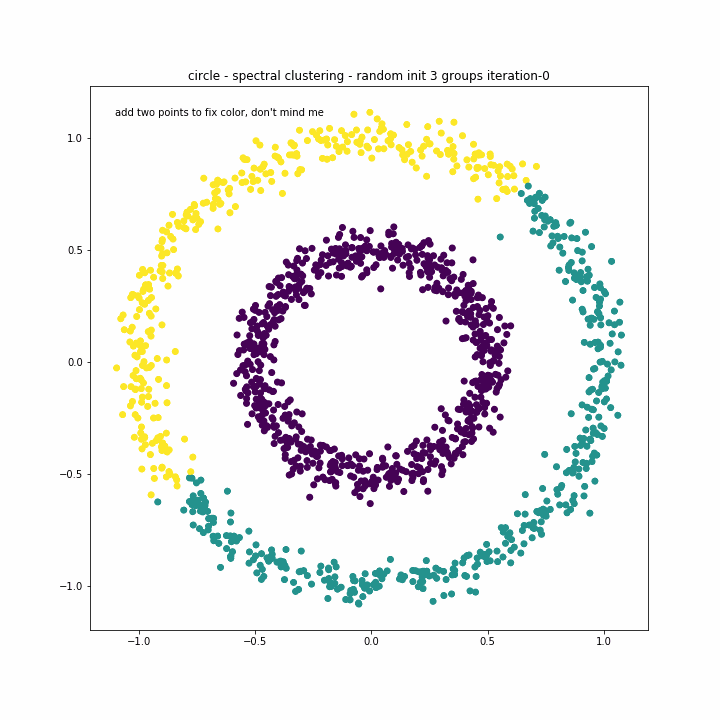 circle - spectral clustering - random init 3 groups iteration-0
add two points to fix color, don't mind me
1.0
0.5
0.0
−0.5
−1.0
−1.0 −0.5 0.0 0.5 1.0